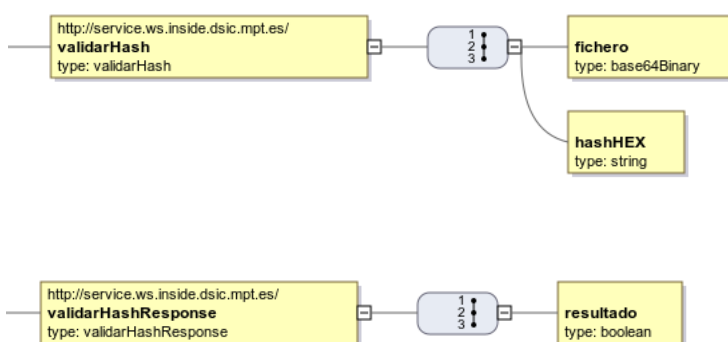 http://service.ws.inside.dsic.mpt.es/
validarHash
type: validarHash
1
2
3
fichero
type: base64Binary
hashHEX
type: string
http://service.ws.inside.dsic.mpt.es/
validarHashResponse
type: validarHashResponse
1
2
3
resultado
type: boolean